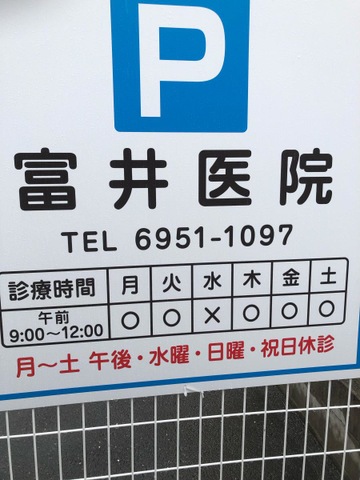 P
富井医院
TEL 6951-1097
診療時間 月 火 水 木 金 土
午前
9:00〜12:00 ○ ○ × ○ ○ ○
月〜土 午後・水曜・日曜・祝日休診